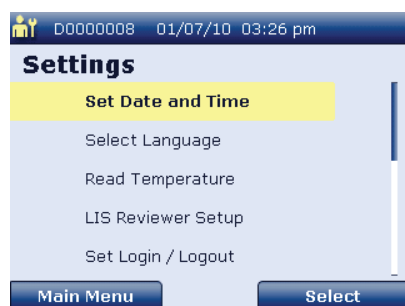 D0000008 01/07/10 03:26 pm
Settings
Set Date and Time
Select Language
Read Temperature
LIS Reviewer Setup
Set Login / Logout
Main Menu Select